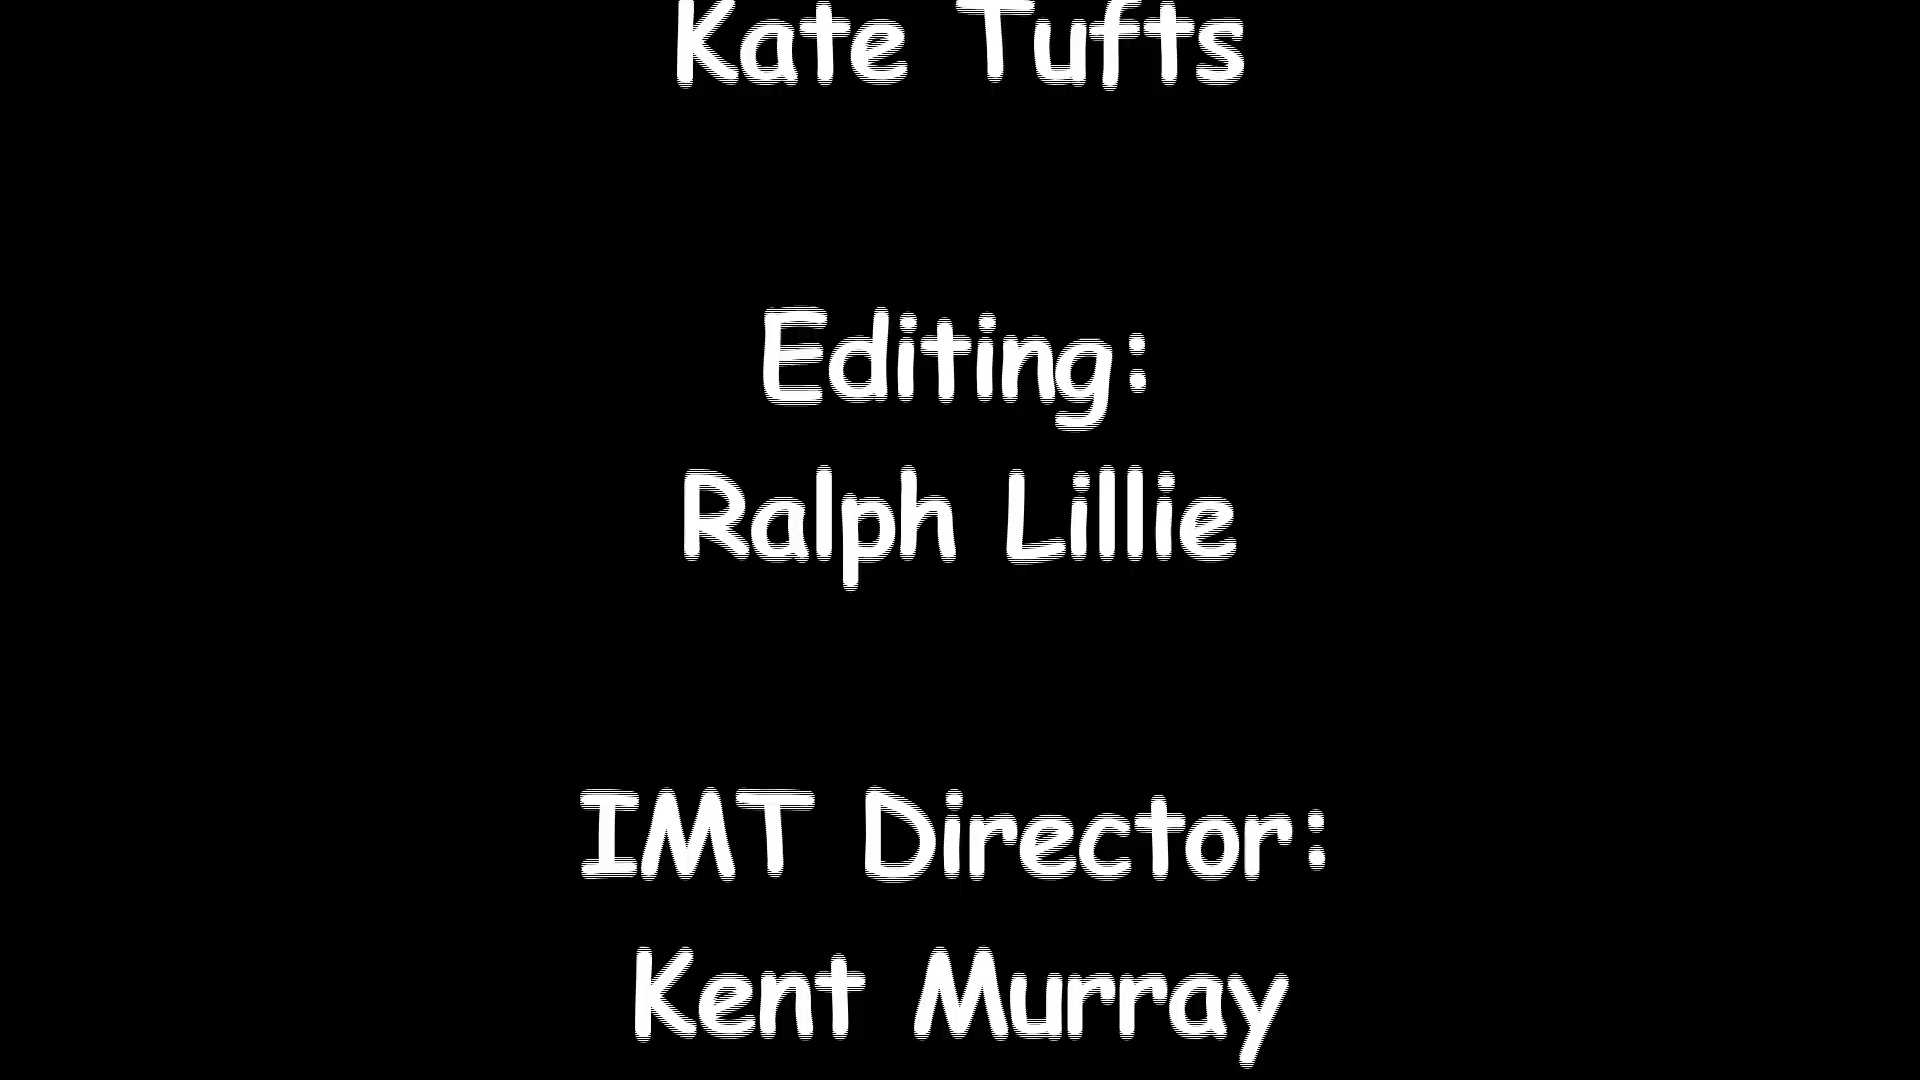 Kate Tufts
Editing:
Ralph Lillie
IMT Director:
Kent Murray